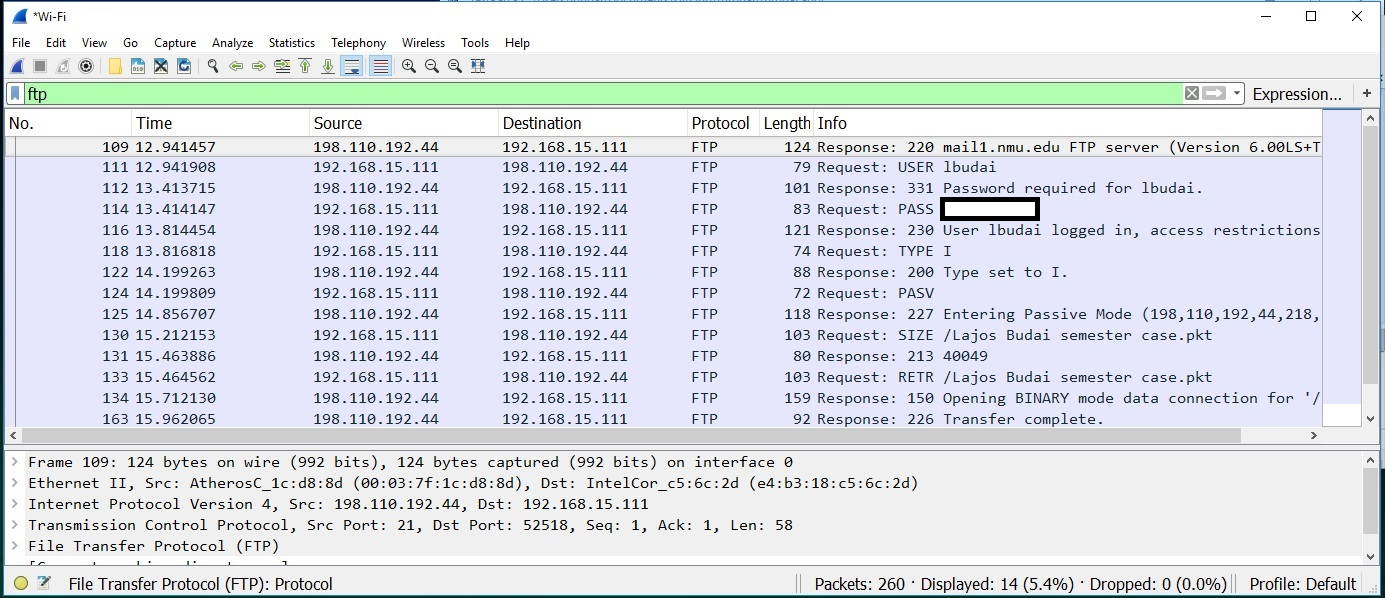 *Wi-Fi
File Edit View Go Capture Analyze Statistics Telephony Wireless Tools Help
ftp Expression... +
No. Time Source Destination Protocol Length Info
109 12.941457 198.110.192.44 192.168.15.111 FTP 124 Response: 220 mail1.nmu.edu FTP server (Version 6.00LS+T
111 12.941908 192.168.15.111 198.110.192.44 FTP 79 Request: USER lbudai
112 13.413715 198.110.192.44 192.168.15.111 FTP 101 Response: 331 Password required for lbudai.
114 13.414147 192.168.15.111 198.110.192.44 FTP 83 Request: PASS
116 13.814454 198.110.192.44 192.168.15.111 FTP 121 Response: 230 User lbudai logged in, access restrictions
118 13.816818 192.168.15.111 198.110.192.44 FTP 74 Request: TYPE I
122 14.199263 198.110.192.44 192.168.15.111 FTP 88 Response: 200 Type set to I.
124 14.199809 192.168.15.111 198.110.192.44 FTP 72 Request: PASV
125 14.856707 198.110.192.44 192.168.15.111 FTP 118 Response: 227 Entering Passive Mode (198,110,192,44,218,
130 15.212153 192.168.15.111 198.110.192.44 FTP 103 Request: SIZE /Lajos Budai semester case.pkt
131 15.463886 198.110.192.44 192.168.15.111 FTP 80 Response: 213 40049
133 15.464562 192.168.15.111 198.110.192.44 FTP 103 Request: RETR /Lajos Budai semester case.pkt
134 15.712130 198.110.192.44 192.168.15.111 FTP 159 Response: 150 Opening BINARY mode data connection for '/
163 15.962065 198.110.192.44 192.168.15.111 FTP 92 Response: 226 Transfer complete.
Frame 109: 124 bytes on wire (992 bits), 124 bytes captured (992 bits) on interface 0
Ethernet II, Src: AtherosC_1c:d8:8d (00:03:7f:1c:d8:8d), Dst: IntelCor_c5:6c:2d (e4:b3:18:c5:6c:2d)
Internet Protocol Version 4, Src: 198.110.192.44, Dst: 192.168.15.111
Transmission Control Protocol, Src Port: 21, Dst Port: 52518, Seq: 1, Ack: 1, Len: 58
File Transfer Protocol (FTP)
File Transfer Protocol (FTP): Protocol Packets: 260 · Displayed: 14 (5.4%) · Dropped: 0 (0.0%) Profile: Default